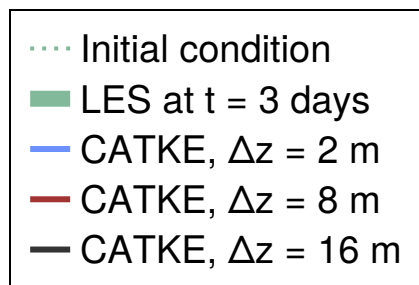 Initial condition
LES at t = 3 days
CATKE, Δz = 2 m
CATKE, Δz = 8 m
CATKE, Δz = 16 m